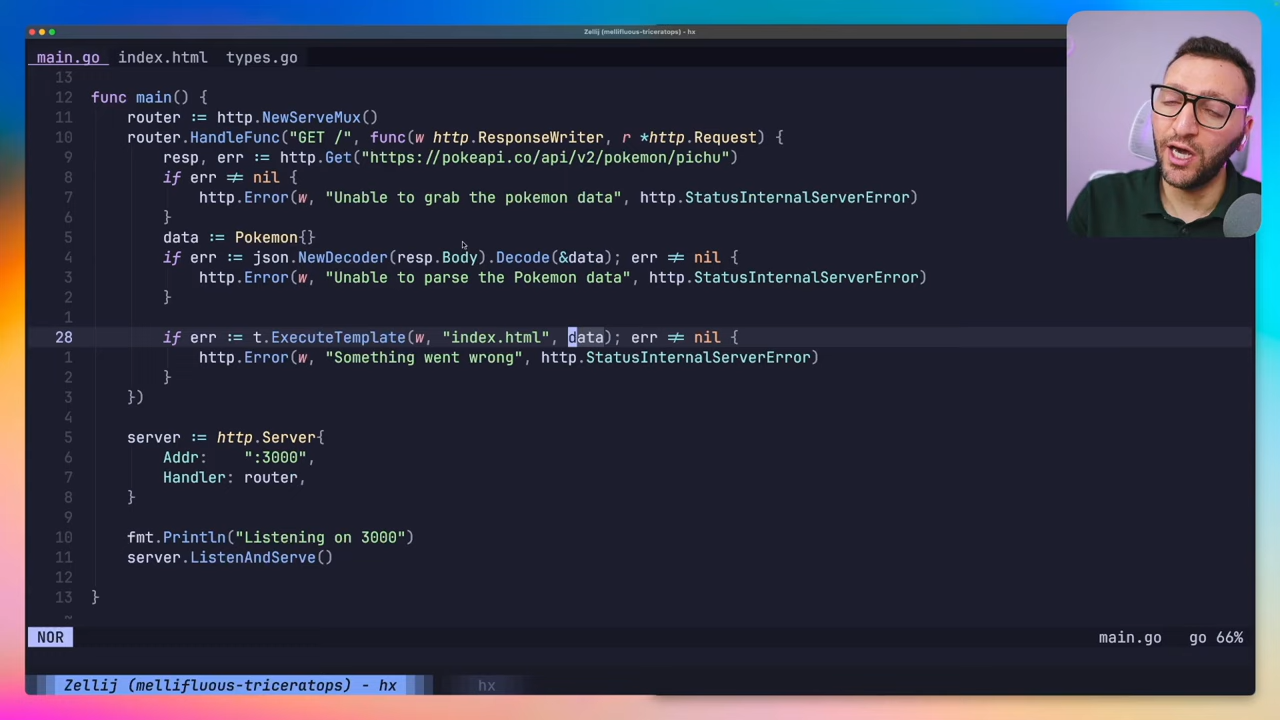 Zellij (mellifluous-triceratops) - hx
main.go index.html types.go
13
12 func main() {
11 router := http.NewServeMux()
10 router.HandleFunc("GET /", func(w http.ResponseWriter, r *http.Request) {
9 resp, err := http.Get("https://pokeapi.co/api/v2/pokemon/pichu")
8 if err ≠ nil {
7 http.Error(w, "Unable to grab the pokemon data", http.StatusInternalServerError)
6 }
5 data := Pokemon{}
4 if err := json.NewDecoder(resp.Body).Decode(&data); err ≠ nil {
3 http.Error(w, "Unable to parse the Pokemon data", http.StatusInternalServerError)
2 }
1
28 if err := t.ExecuteTemplate(w, "index.html", data); err ≠ nil {
1 http.Error(w, "Something went wrong", http.StatusInternalServerError)
2 }
3 })
4
5 server := http.Server{
6 Addr: ":3000",
7 Handler: router,
8 }
9
10 fmt.Println("Listening on 3000")
11 server.ListenAndServe()
12
13 }
~
NOR main.go go 66%
Zellij (mellifluous-triceratops) - hx hx